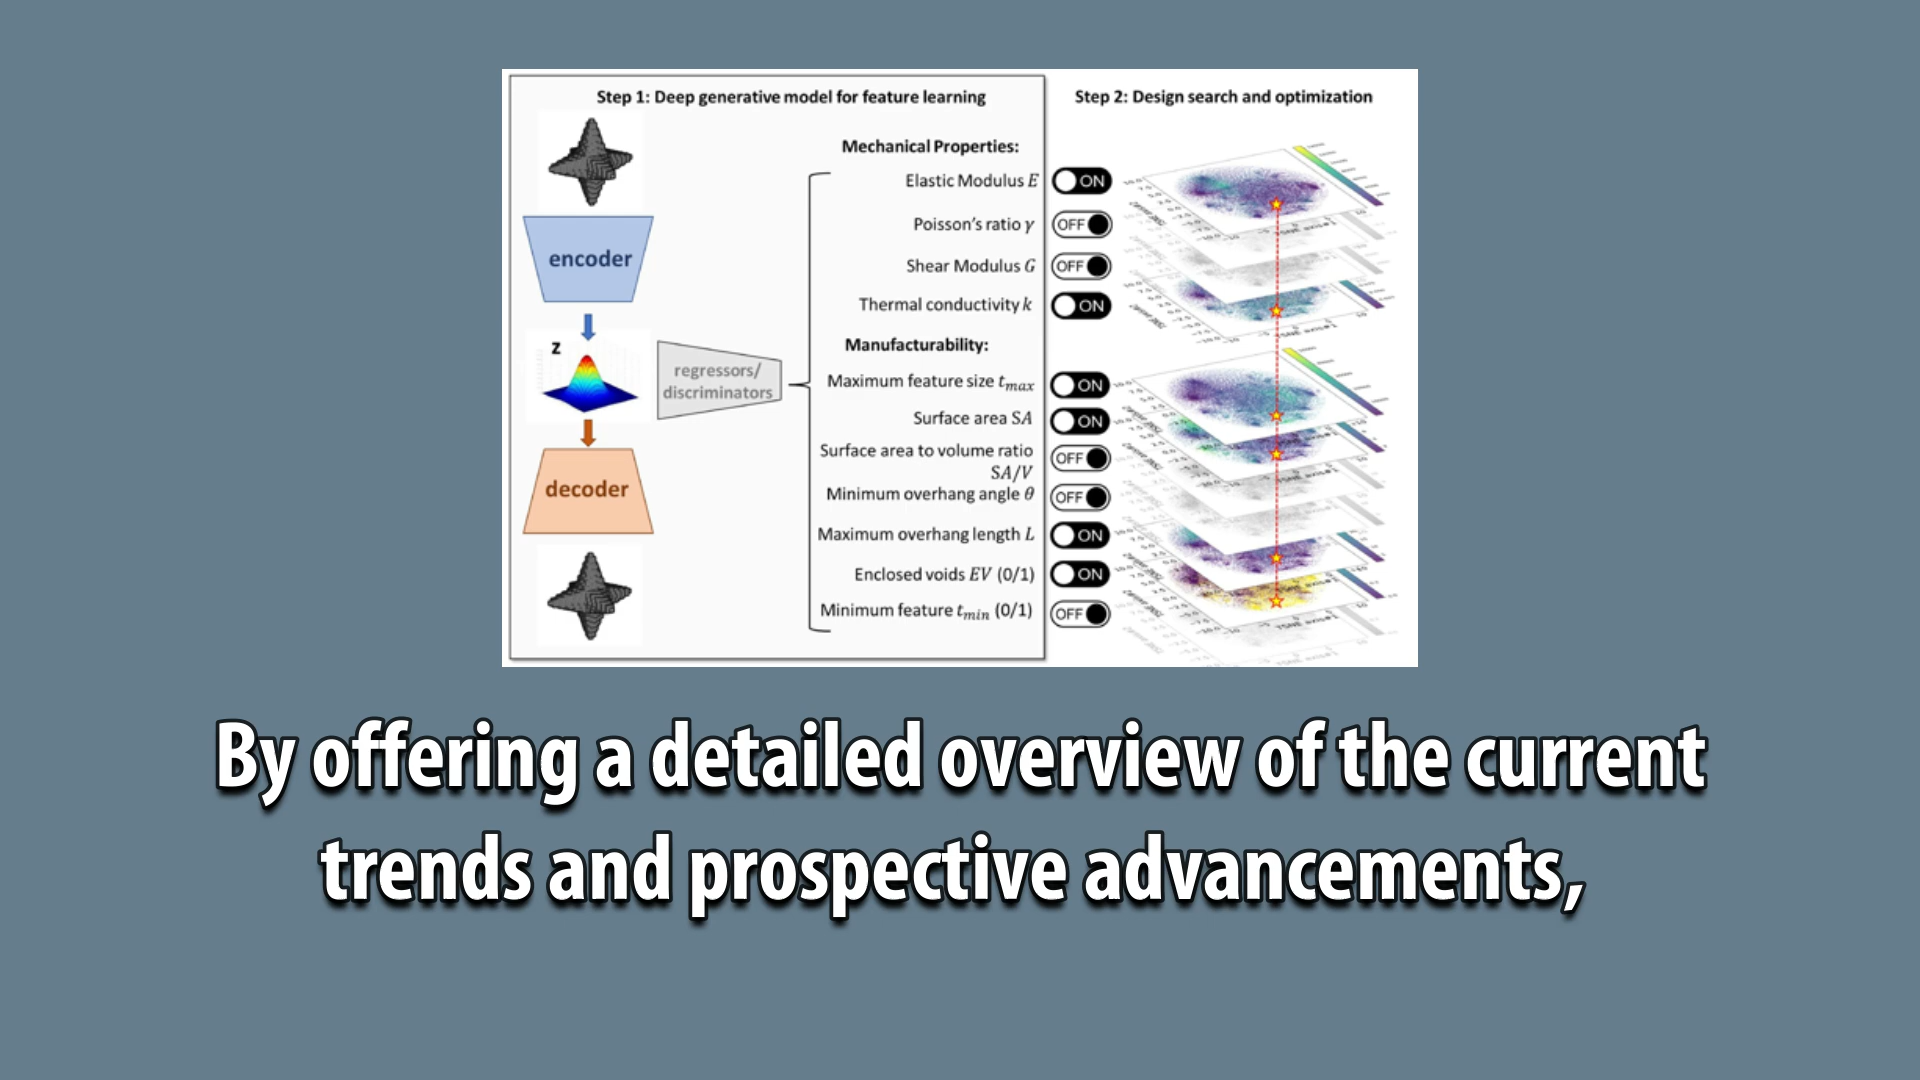 Step 1: Deep generative model for feature learning
Step 2: Design search and optimization
encoder
z
decoder
regressors/
discriminators
Mechanical Properties:
Elastic Modulus E
ON
Poisson's ratio γ
OFF
Shear Modulus G
OFF
Thermal conductivity k
ON
Manufacturability:
Maximum feature size tmax
ON
Surface area SA
ON
Surface area to volume ratio
SA/V
OFF
Minimum overhang angle θ
OFF
Maximum overhang length L
ON
Enclosed voids EV (0/1)
ON
Minimum feature tmin (0/1)
OFF
By offering a detailed overview of the current
trends and prospective advancements,